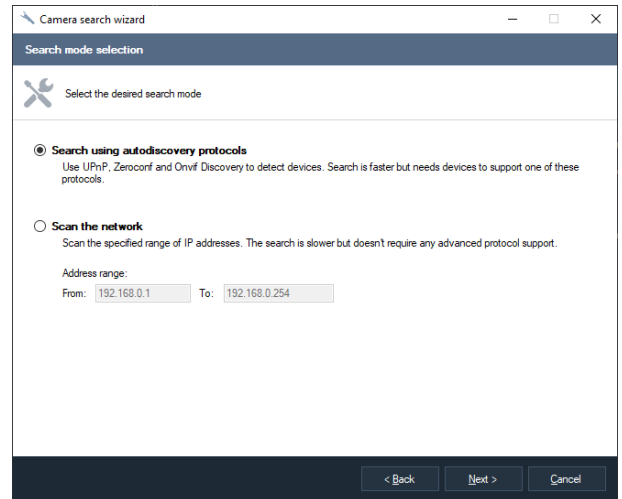 Camera search wizard
Search mode selection
Select the desired search mode
Search using autodiscovery protocols
Use UPnP, Zeroconf and Onvif Discovery to detect devices. Search is faster but needs devices to support one of these
protocols.
Scan the network
Scan the specified range of IP addresses. The search is slower but doesn't require any advanced protocol support.
Address range:
From: 192.168.0.1 To: 192.168.0.254
< Back Next > Cancel